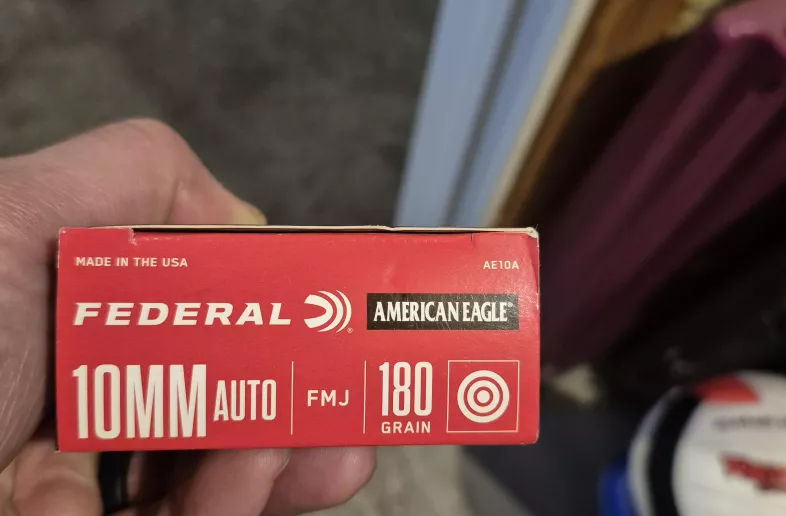 MADE IN THE USA AE10A
FEDERAL ® AMERICAN EAGLE®
10MM AUTO FMJ 180 GRAIN